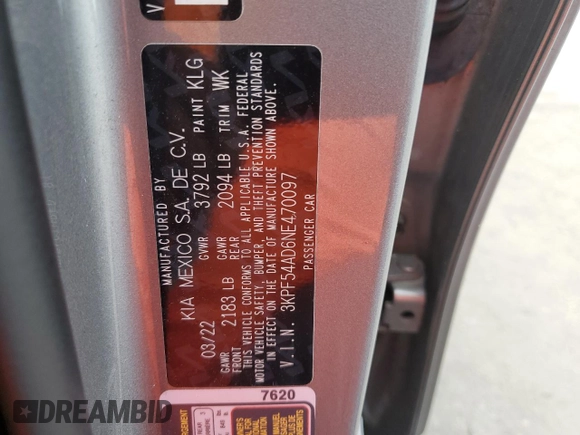 MANUFACTURED BY
KIA MEXICO S.A. DE C.V.
03/22 GVWR 3792 LB PAINT KLG
GAWR FRONT 2183 LB GAWR REAR 2094 LB TRIM WK
THIS VEHICLE CONFORMS TO ALL APPLICABLE U.S.A. FEDERAL
MOTOR VEHICLE SAFETY, BUMPER, AND THEFT PREVENTION STANDARDS
IN EFFECT ON THE DATE OF MANUFACTURE SHOWN ABOVE.
V.I.N. 3KPF54AD6NE470097
PASSENGER CAR
7620
DREAMBID